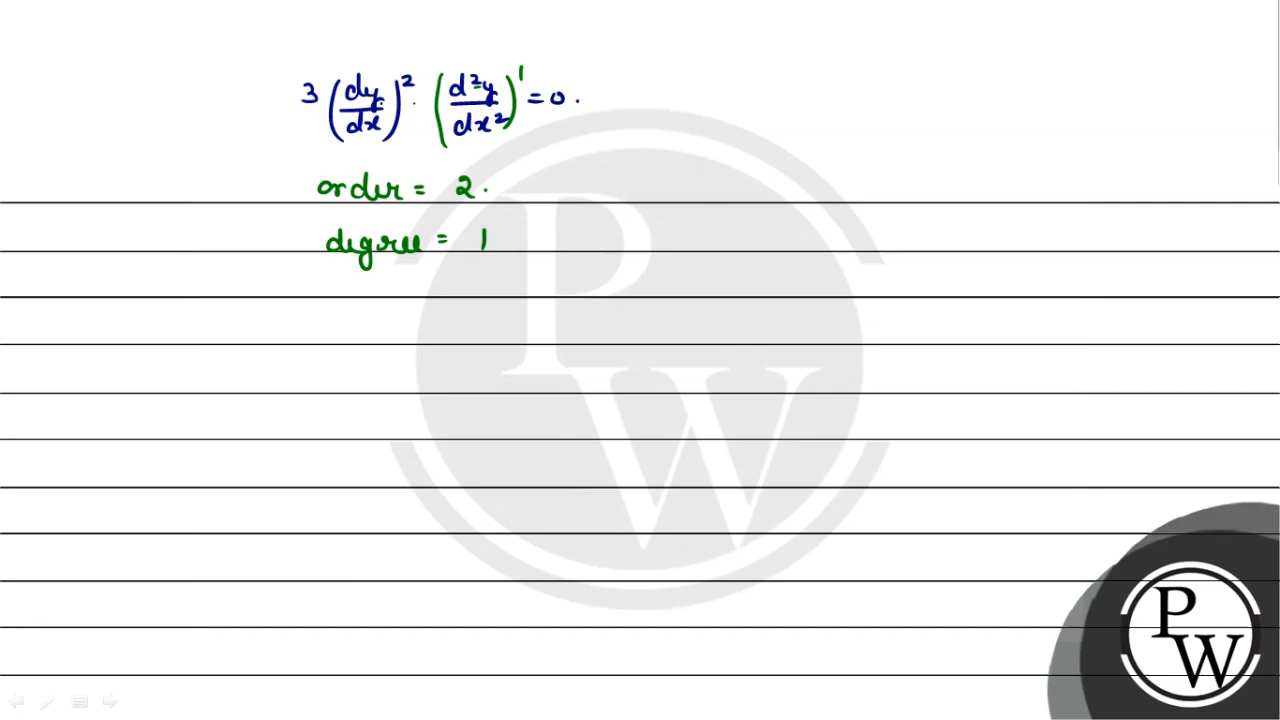 3 (dy/dx)² · (d²y/dx²)¹ = 0 .
order = 2 .
degree = 1
P
W
P
W